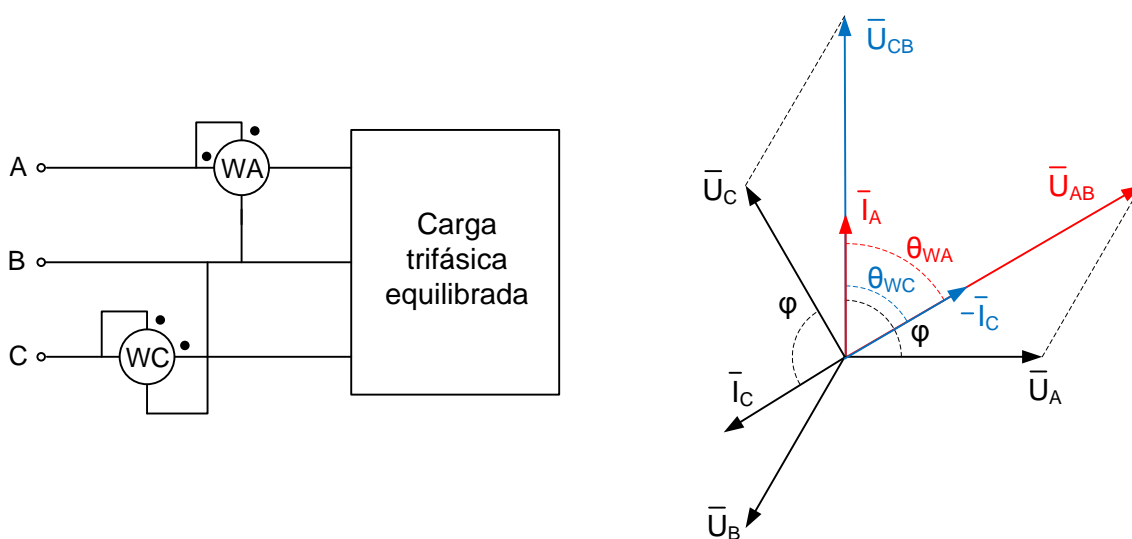 A
WA
B
C
WC
Carga
trifásica
equilibrada
U̅CB
U̅C
I̅A
U̅AB
θWA
θWC
φ
−I̅C
φ
I̅C
U̅A
U̅B